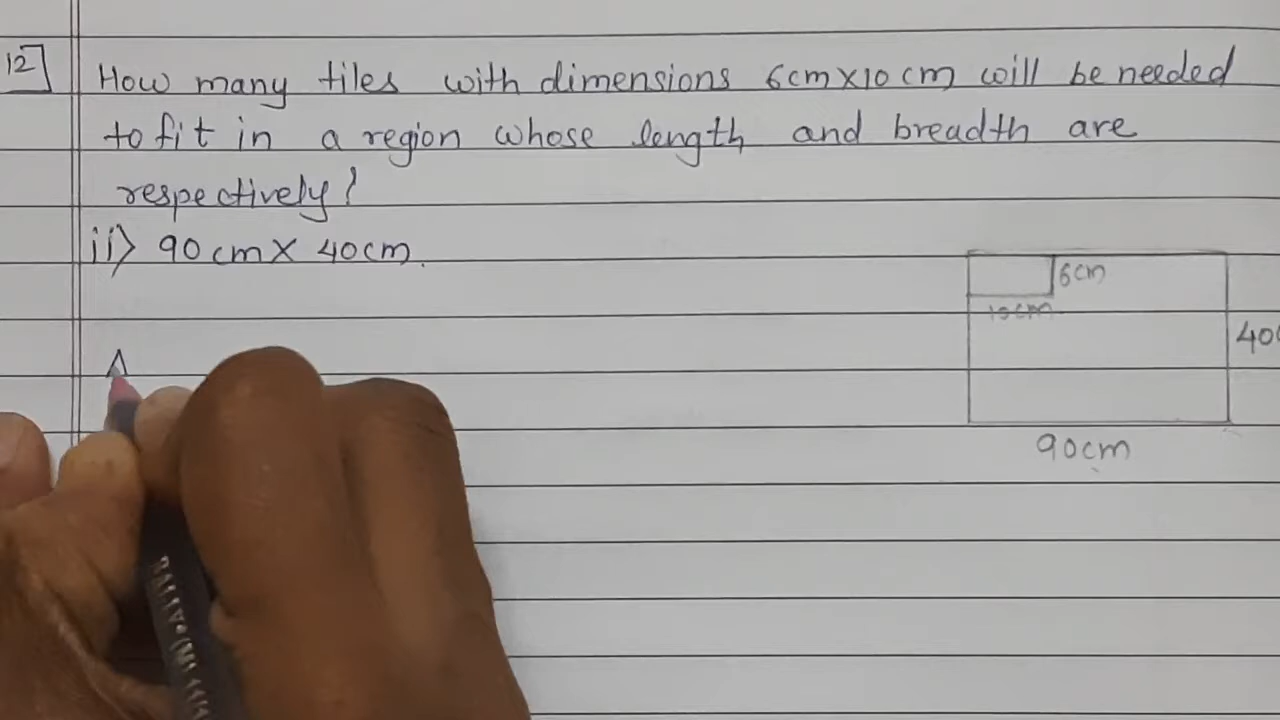 12]
How many tiles with dimensions 6cm×10cm will be needed
to fit in a region whose length and breadth are
respectively?
ii) 90cm × 40cm.
6cm
10cm
40
90cm
A